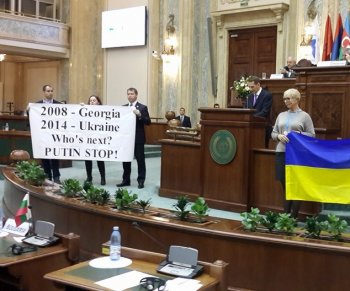 2008 - Georgia
2014 - Ukraine
Who's next?
PUTIN STOP!